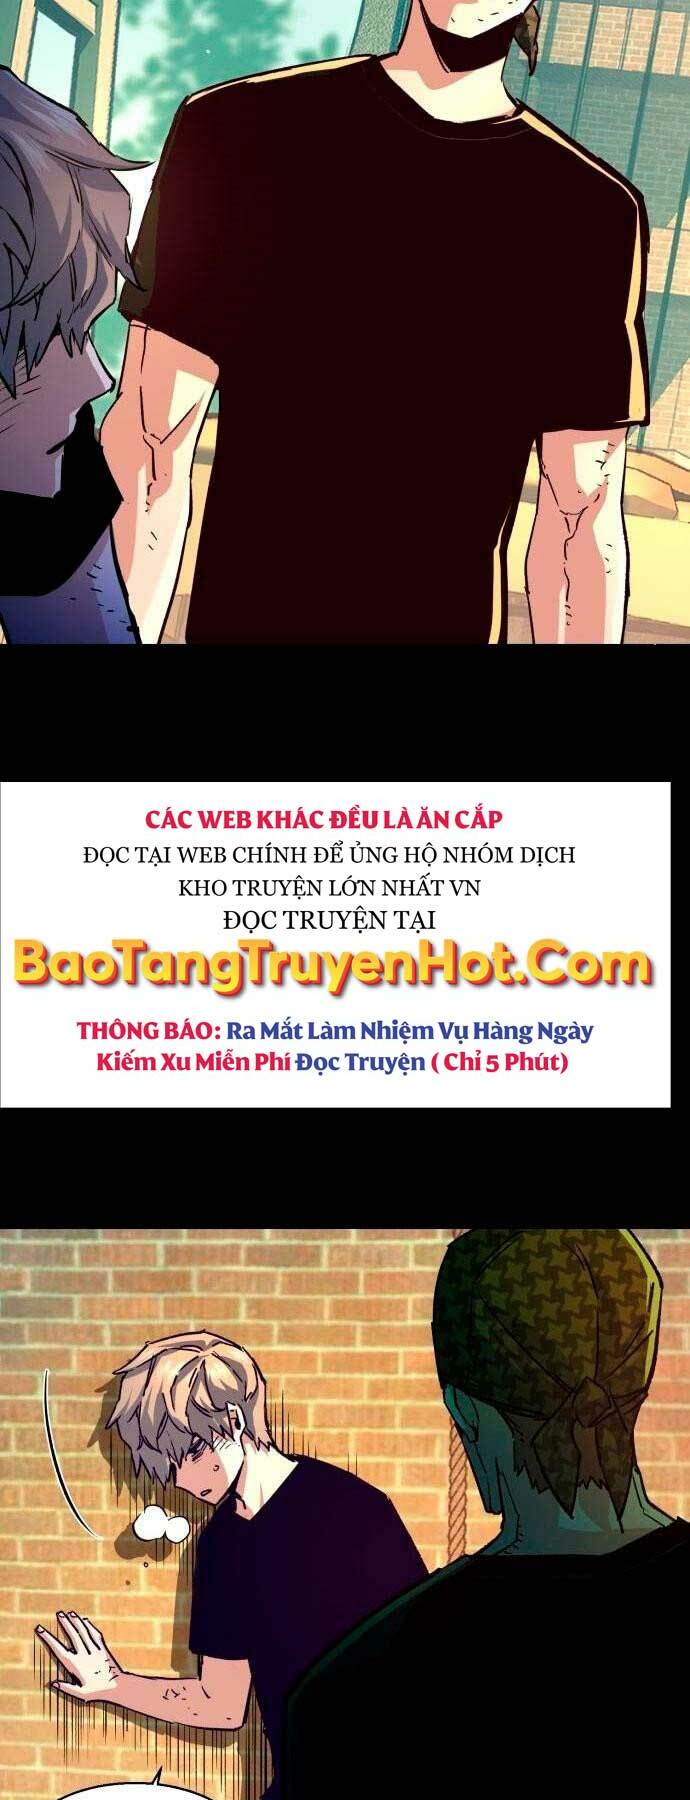 CÁC WEB KHÁC ĐỀU LÀ ĂN CẮP
ĐỌC TẠI WEB CHÍNH ĐỂ ỦNG HỘ NHÓM DỊCH
KHO TRUYỆN LỚN NHẤT VN
ĐỌC TRUYỆN TẠI
BaoTangTruyenHot.Com
THÔNG BÁO: Ra Mắt Làm Nhiệm Vụ Hàng Ngày
Kiếm Xu Miễn Phí Đọc Truyện ( Chỉ 5 Phút)